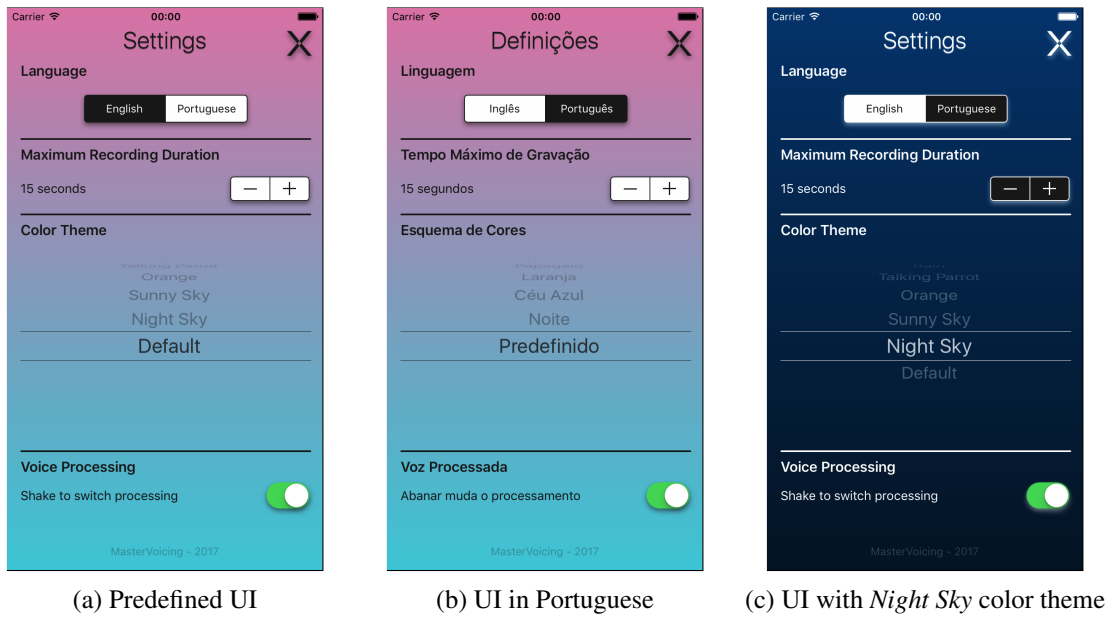 Carrier 00:00
Settings
Language
English Portuguese
Maximum Recording Duration
15 seconds − +
Color Theme
Talking Parrot
Orange
Sunny Sky
Night Sky
Default
Voice Processing
Shake to switch processing
MasterVoicing - 2017
(a) Predefined UI
Carrier 00:00
Definições
Linguagem
Inglês Português
Tempo Máximo de Gravação
15 segundos − +
Esquema de Cores
Papagaio
Laranja
Céu Azul
Noite
Predefinido
Voz Processada
Abanar muda o processamento
MasterVoicing - 2017
(b) UI in Portuguese
Carrier 00:00
Settings
Language
English Portuguese
Maximum Recording Duration
15 seconds − +
Color Theme
Rain
Talking Parrot
Orange
Sunny Sky
Night Sky
Default
Voice Processing
Shake to switch processing
MasterVoicing - 2017
(c) UI with Night Sky color theme